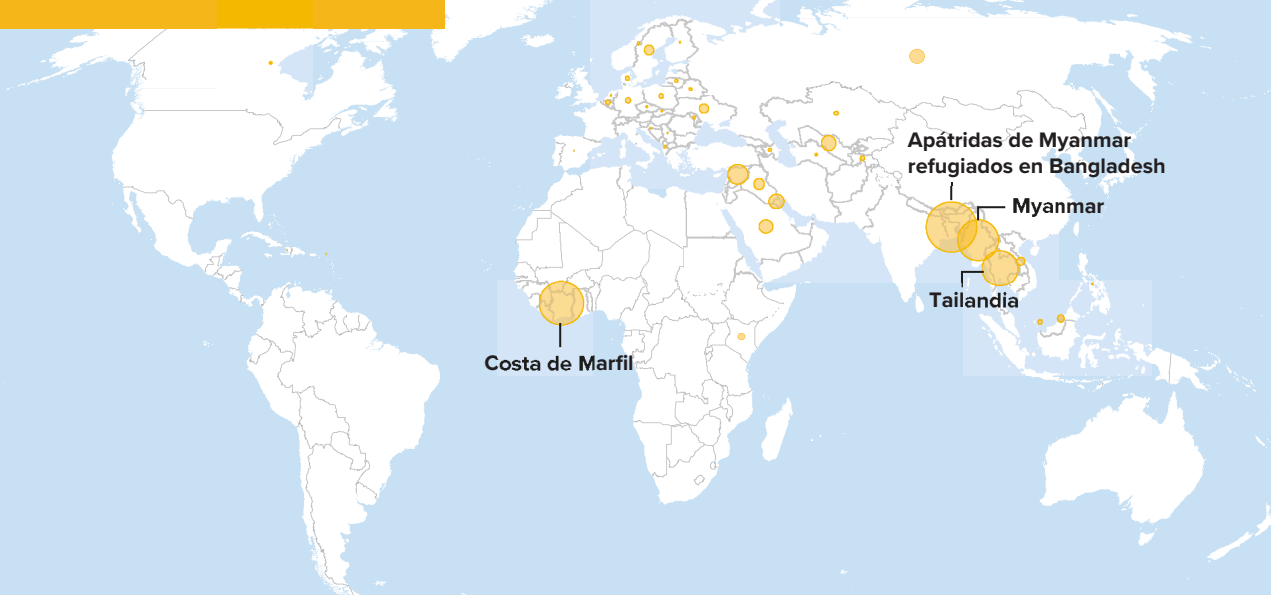 Apátridas de Myanmar
refugiados en Bangladesh
Myanmar
Tailandia
Costa de Marfil